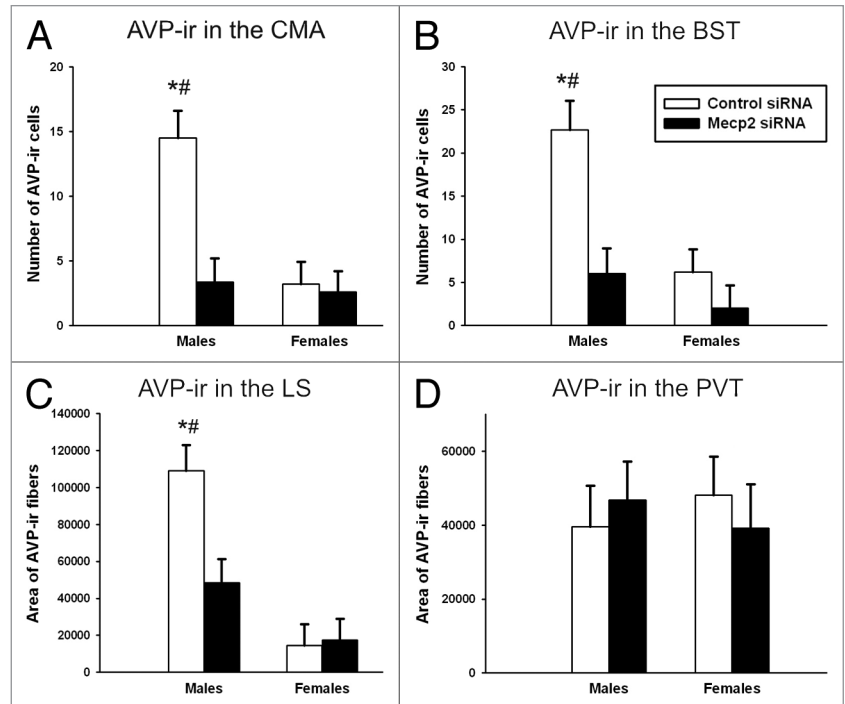 A
AVP-ir in the CMA
Number of AVP-ir cells
20
15
10
5
0
*#
Males
Females
B
AVP-ir in the BST
Number of AVP-ir cells
30
25
20
15
10
5
0
*#
Control siRNA
Mecp2 siRNA
Males
Females
C
AVP-ir in the LS
Area of AVP-ir fibers
140000
120000
100000
80000
60000
40000
20000
0
*#
Males
Females
D
AVP-ir in the PVT
Area of AVP-ir fibers
60000
40000
20000
0
Males
Females